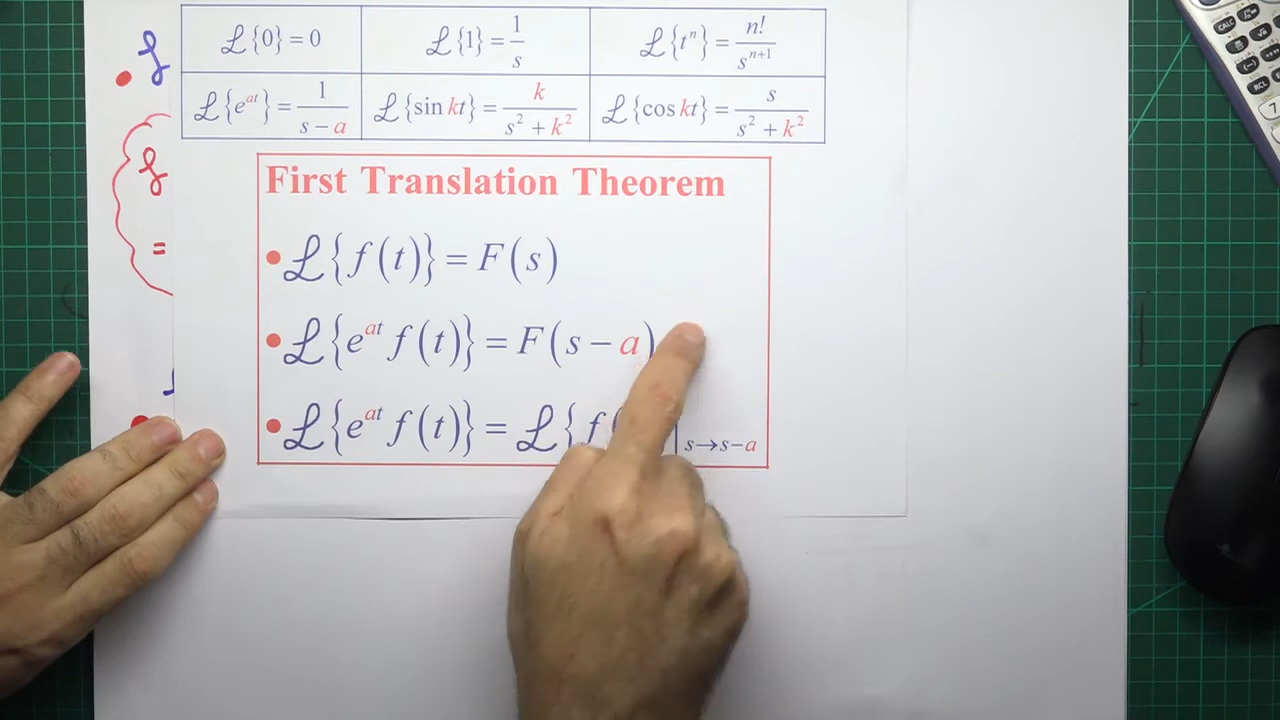 ℒ{0} = 0 ℒ{1} = 1/s ℒ{tⁿ} = n!/sⁿ⁺¹
ℒ{eᵃᵗ} = 1/(s − a) ℒ{sin kt} = k/(s² + k²) ℒ{cos kt} = s/(s² + k²)
First Translation Theorem
• ℒ{f(t)} = F(s)
• ℒ{eᵃᵗ f(t)} = F(s − a)
• ℒ{eᵃᵗ f(t)} = ℒ{f( | s→s−a
=